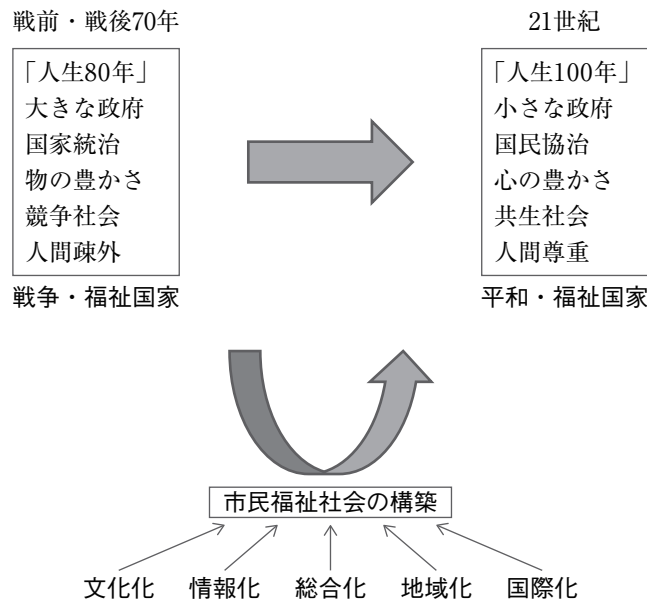 戦前・戦後70年
「人生80年」
大きな政府
国家統治
物の豊かさ
競争社会
人間疎外
戦争・福祉国家
21世紀
「人生100年」
小さな政府
国民協治
心の豊かさ
共生社会
人間尊重
平和・福祉国家
市民福祉社会の構築
文化化 情報化 総合化 地域化 国際化